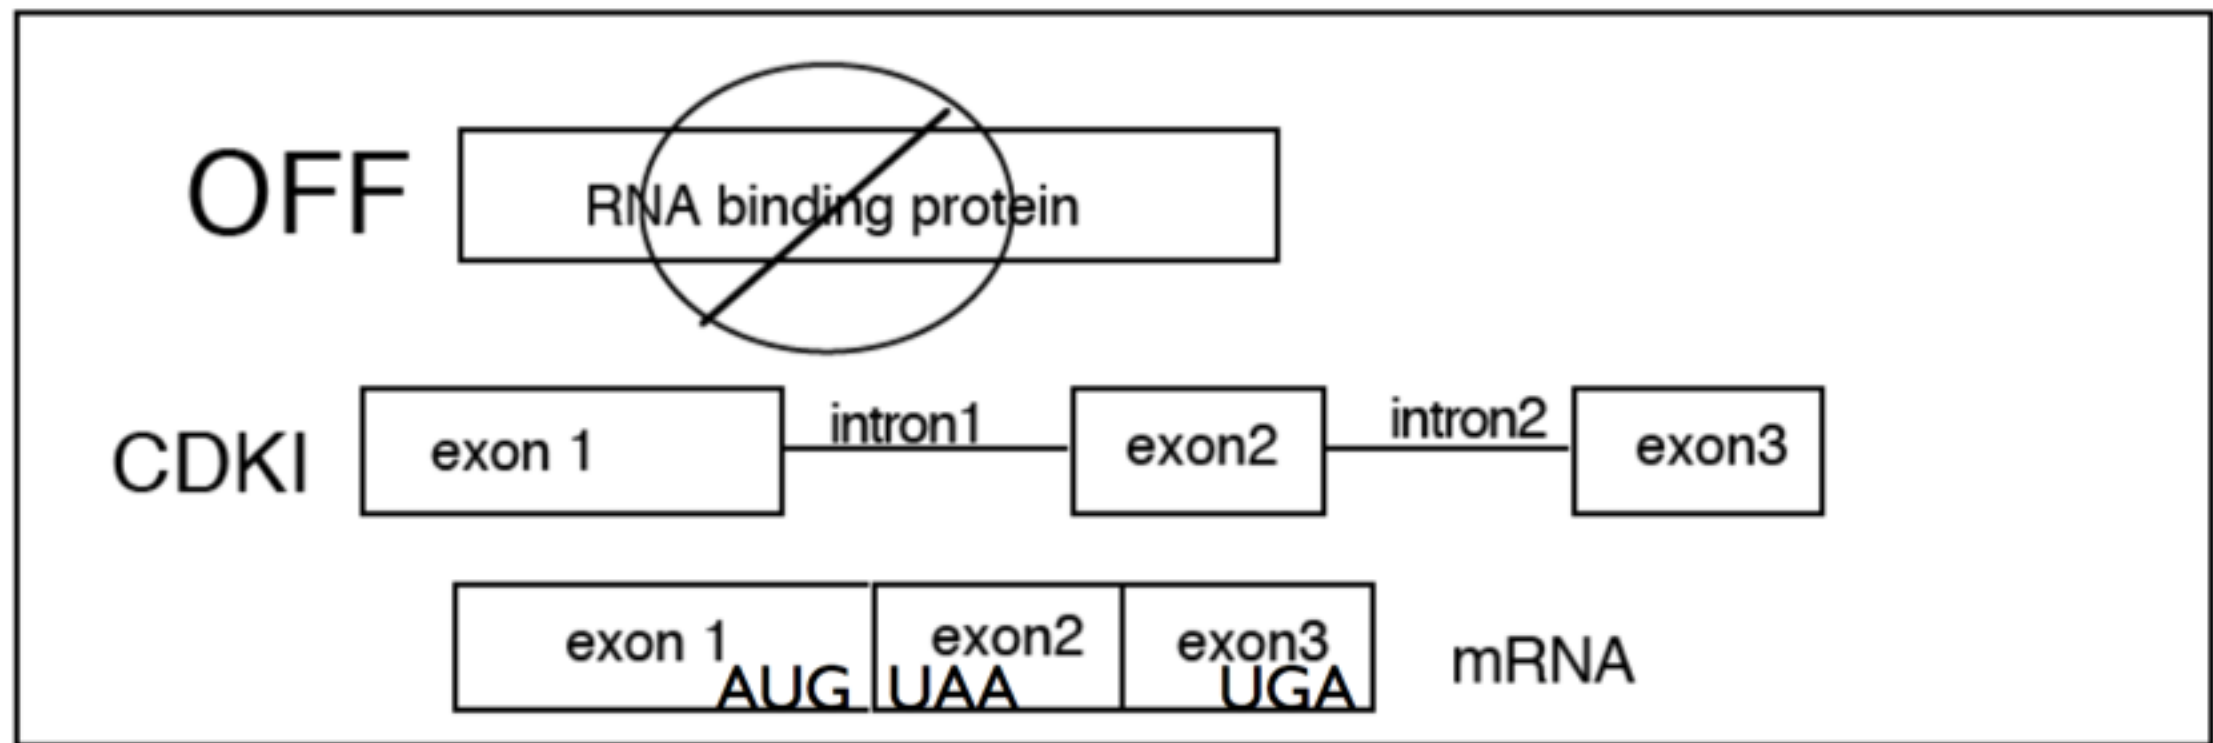 OFF RNA binding protein
CDKI exon 1 intron1 exon2 intron2 exon3
exon 1 exon2 exon3 mRNA
AUG UAA UGA